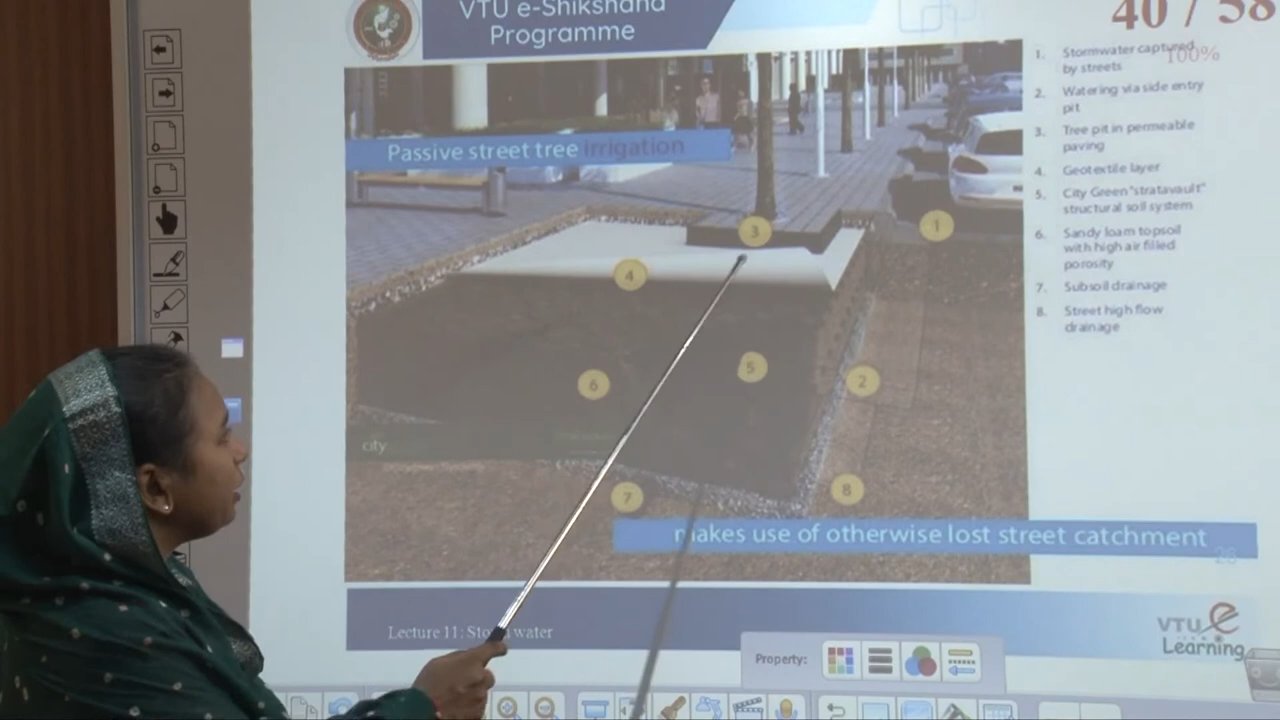 VTU e-Shikshana
Programme
40 / 58
100%
Passive street tree irrigation
1. Stormwater captured
by streets
2. Watering via side entry
pit
3. Tree pit in permeable
paving
4. Geotextile layer
5. City Green "stratavault"
structural soil system
6. Sandy loam topsoil
with high air filled
porosity
7. Subsoil drainage
8. Street high flow
drainage
3
1
4
5
6
2
city
7
8
makes use of otherwise lost street catchment
26
Lecture 11: Storm water
VTU e
Learning
Property: